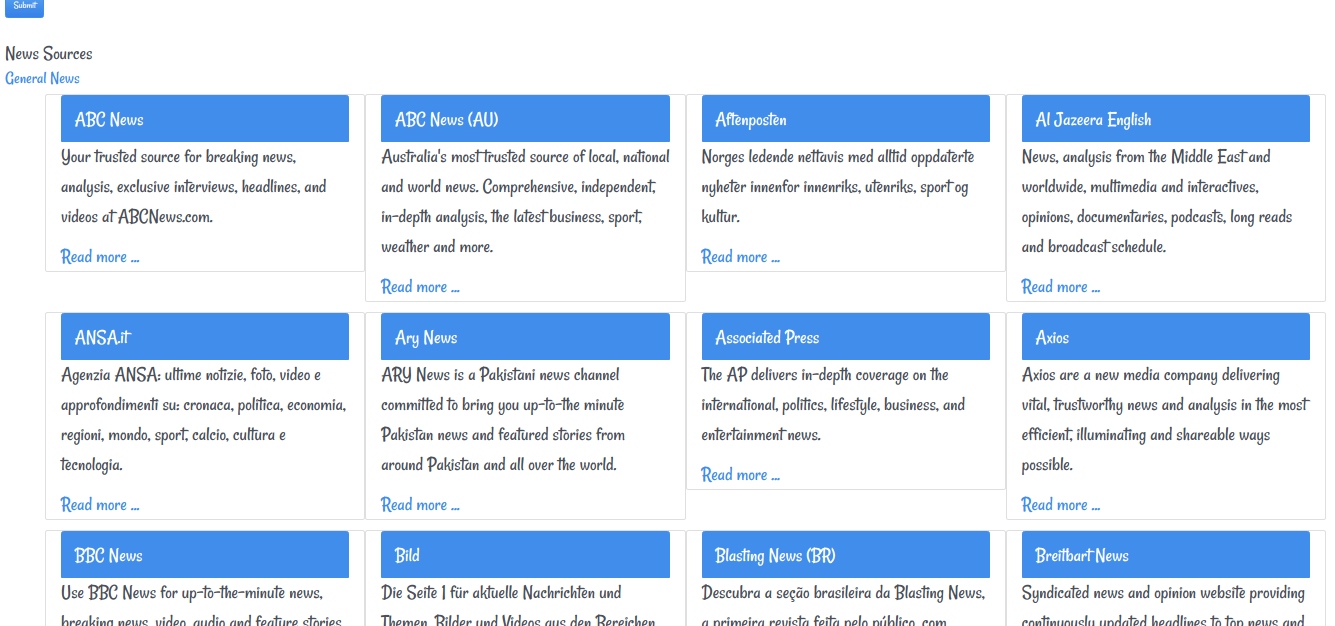 Submit
News Sources
General News
ABC News
Your trusted source for breaking news,
analysis, exclusive interviews, headlines, and
videos at ABCNews.com.
Read more ...
ABC News (AU)
Australia's most trusted source of local, national
and world news. Comprehensive, independent,
in-depth analysis, the latest business, sport,
weather and more.
Read more ...
Aftenposten
Norges ledende nettavis med alltid oppdaterte
nyheter innenfor innenriks, utenriks, sport og
kultur.
Read more ...
Al Jazeera English
News, analysis from the Middle East and
worldwide, multimedia and interactives,
opinions, documentaries, podcasts, long reads
and broadcast schedule.
Read more ...
ANSA.it
Agenzia ANSA: ultime notizie, foto, video e
approfondimenti su: cronaca, politica, economia,
regioni, mondo, sport, calcio, cultura e
tecnologia.
Read more ...
Ary News
ARY News is a Pakistani news channel
committed to bring you up-to-the minute
Pakistan news and featured stories from
around Pakistan and all over the world.
Read more ...
Associated Press
The AP delivers in-depth coverage on the
international, politics, lifestyle, business, and
entertainment news.
Read more ...
Axios
Axios are a new media company delivering
vital, trustworthy news and analysis in the most
efficient, illuminating and shareable ways
possible.
Read more ...
BBC News
Use BBC News for up-to-the-minute news,
breaking news, video, audio and feature stories.
Bild
Die Seite 1 für aktuelle Nachrichten und
Themen, Bilder und Videos aus den Bereichen
Blasting News (BR)
Descubra a seção brasileira da Blasting News,
a primeira revista feita pelo público, com
Breitbart News
Syndicated news and opinion website providing
continuously updated headlines to top news and